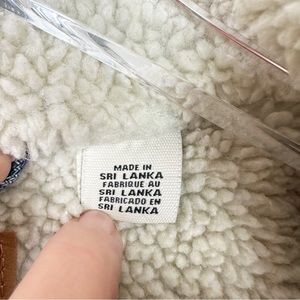 MADE IN
SRI LANKA
FABRIQUE AU
SRI LANKA
FABRICADO EN
SRI LANKA